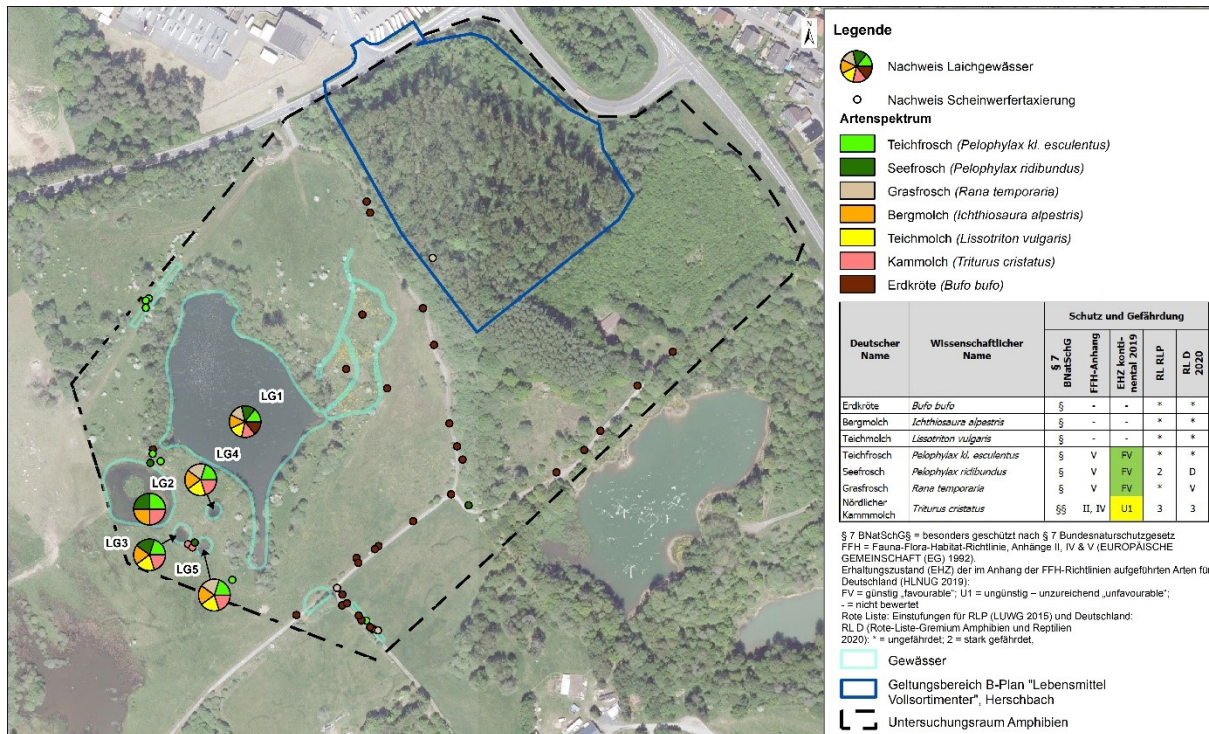 N
LG1
LG4
LG2
LG3
LG5
Legende
Nachweis Laichgewässer
Nachweis Scheinwerfertaxierung
Artenspektrum
Teichfrosch (Pelophylax kl. esculentus)
Seefrosch (Pelophylax ridibundus)
Grasfrosch (Rana temporaria)
Bergmolch (Ichthiosaura alpestris)
Teichmolch (Lissotriton vulgaris)
Kammolch (Triturus cristatus)
Erdkröte (Bufo bufo)
Deutscher Name Wissenschaftlicher Name Schutz und Gefährdung
§ 7 BNatSchG FFH-Anhang EHZ konti-nental 2019 RL RLP RL D 2020
Erdkröte Bufo bufo § - - * *
Bergmolch Ichthiosaura alpestris § - - * *
Teichmolch Lissotriton vulgaris § - - * *
Teichfrosch Pelophylax kl. esculentus § V FV * *
Seefrosch Pelophylax ridibundus § V FV 2 D
Grasfrosch Rana temporaria § V FV * V
Nördlicher Kammmolch Triturus cristatus §§ II, IV U1 3 3
§ 7 BNatSchG§ = besonders geschützt nach § 7 Bundesnaturschutzgesetz
FFH = Fauna-Flora-Habitat-Richtlinie, Anhänge II, IV & V (EUROPÄISCHE
GEMEINSCHAFT (EG) 1992).
Erhaltungszustand (EHZ) der im Anhang der FFH-Richtlinien aufgeführten Arten für
Deutschland (HLNUG 2019):
FV = günstig „favourable“; U1 = ungünstig – unzureichend „unfavourable“;
- = nicht bewertet
Rote Liste: Einstufungen für RLP (LUWG 2015) und Deutschland:
RL D (Rote-Liste-Gremium Amphibien und Reptilien
2020): * = ungefährdet; 2 = stark gefährdet,
Gewässer
Geltungsbereich B-Plan "Lebensmittel
Vollsortimenter", Herschbach
Untersuchungsraum Amphibien